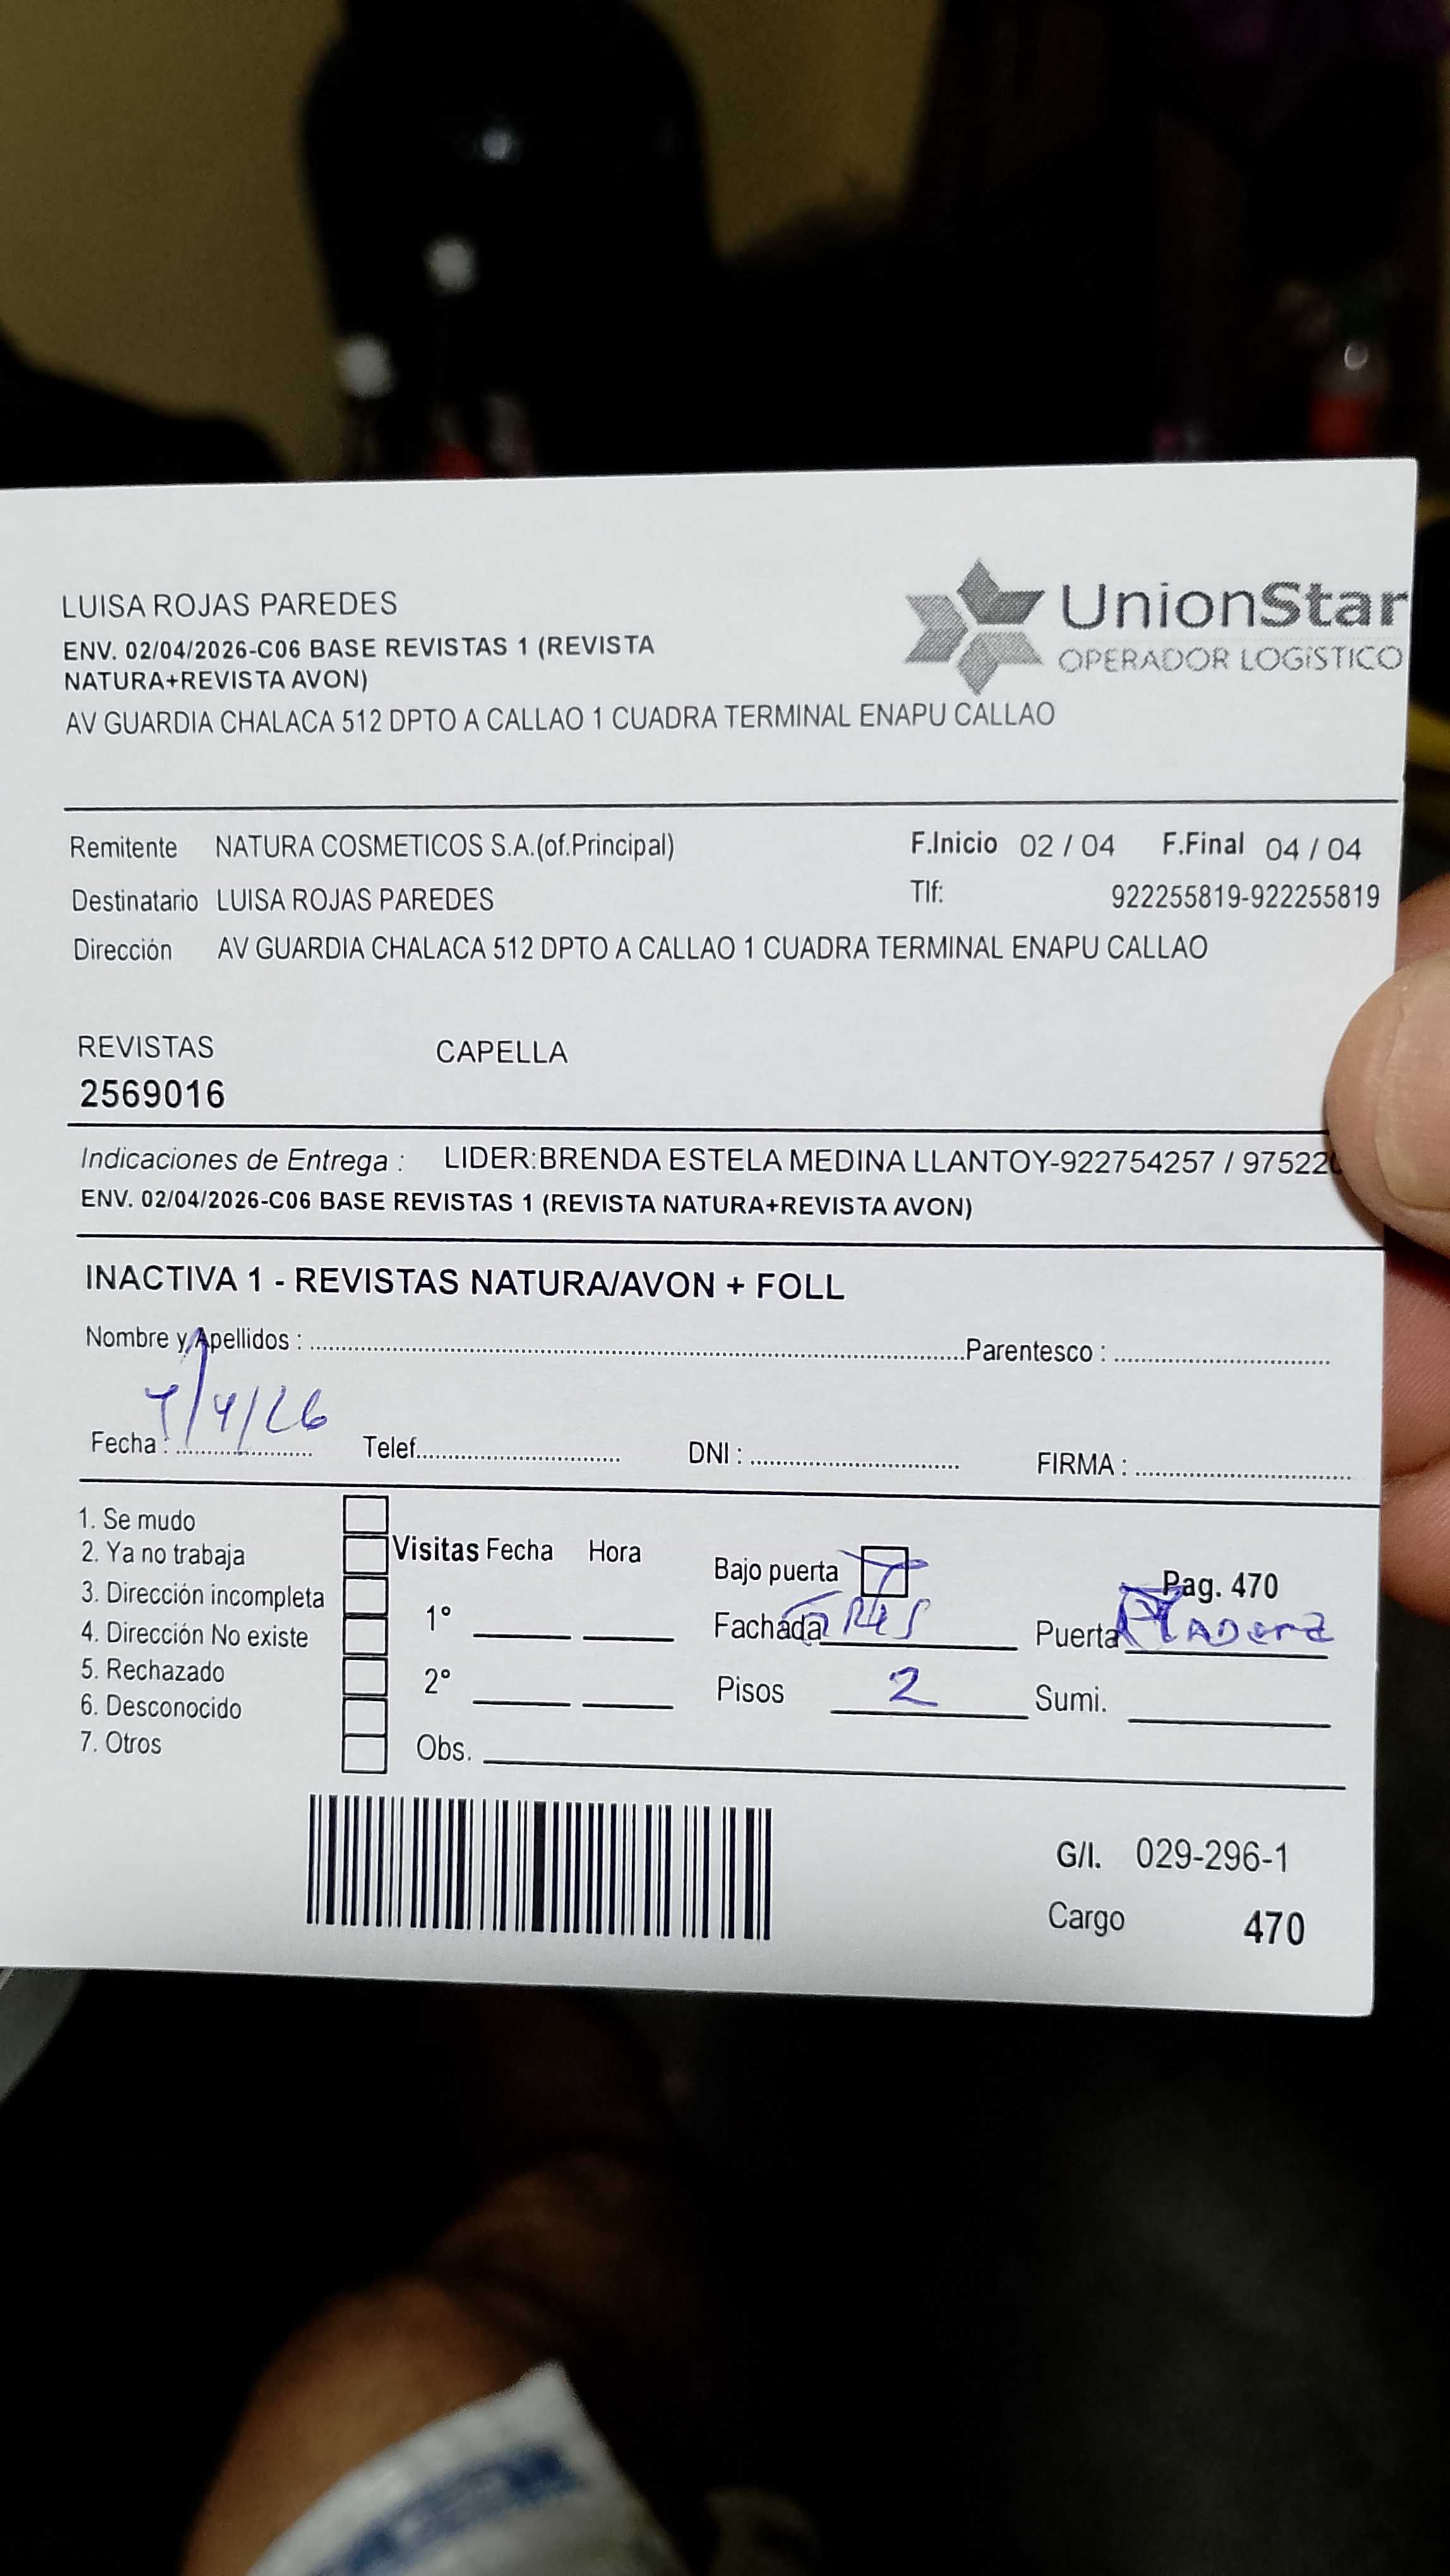 LUISA ROJAS PAREDES
UnionStar
OPERADOR LOGíSTICO
ENV. 02/04/2026-C06 BASE REVISTAS 1 (REVISTA
NATURA+REVISTA AVON)
AV GUARDIA CHALACA 512 DPTO A CALLAO 1 CUADRA TERMINAL ENAPU CALLAO
Remitente NATURA COSMETICOS S.A.(of.Principal) F.Inicio 02 / 04 F.Final 04 / 04
Destinatario LUISA ROJAS PAREDES Tlf: 922255819-922255819
Dirección AV GUARDIA CHALACA 512 DPTO A CALLAO 1 CUADRA TERMINAL ENAPU CALLAO
REVISTAS CAPELLA
2569016
Indicaciones de Entrega : LIDER:BRENDA ESTELA MEDINA LLANTOY-922754257 / 97522
ENV. 02/04/2026-C06 BASE REVISTAS 1 (REVISTA NATURA+REVISTA AVON)
INACTIVA 1 - REVISTAS NATURA/AVON + FOLL
Nombre y Apellidos : Parentesco :
Fecha : /4/26 Telef. DNI : FIRMA :
1. Se mudo
2. Ya no trabaja
3. Dirección incompleta
4. Dirección No existe
5. Rechazado
6. Desconocido
7. Otros
Visitas Fecha Hora
1°
2°
Obs.
Bajo puerta Pag. 470
Fachada Puerta Madera
Pisos 2 Sumi.
G/I. 029-296-1
Cargo 470